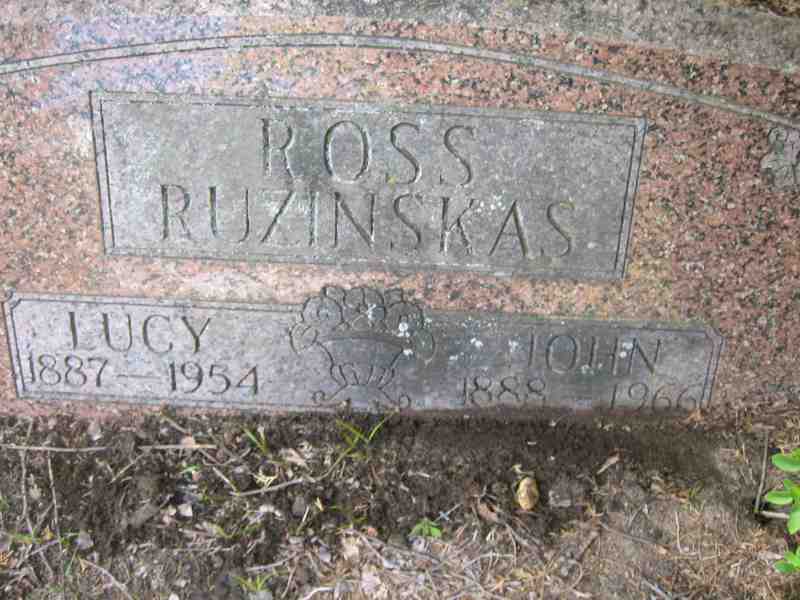 ROSS
RUZINSKAS
LUCY
1887—1954
JOHN
1888—1966